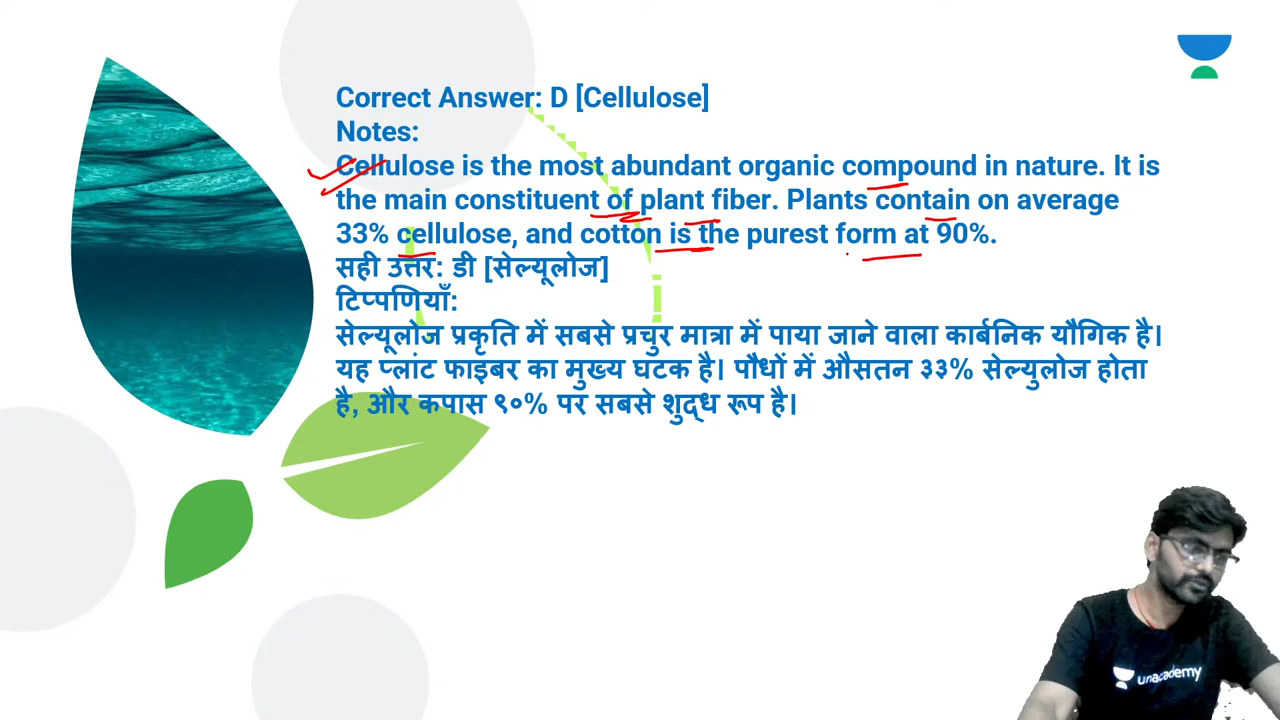 Correct Answer: D [Cellulose]
Notes:
Cellulose is the most abundant organic compound in nature. It is
the main constituent of plant fiber. Plants contain on average
33% cellulose, and cotton is the purest form at 90%.
सही उत्तर: डी [सेल्यूलोज]
टिप्पणियाँ:
सेल्यूलोज प्रकृति में सबसे प्रचुर मात्रा में पाया जाने वाला कार्बनिक यौगिक है।
यह प्लांट फाइबर का मुख्य घटक है। पौधों में औसतन ३३% सेल्युलोज होता
है, और कपास ९०% पर सबसे शुद्ध रूप है।
unacademy